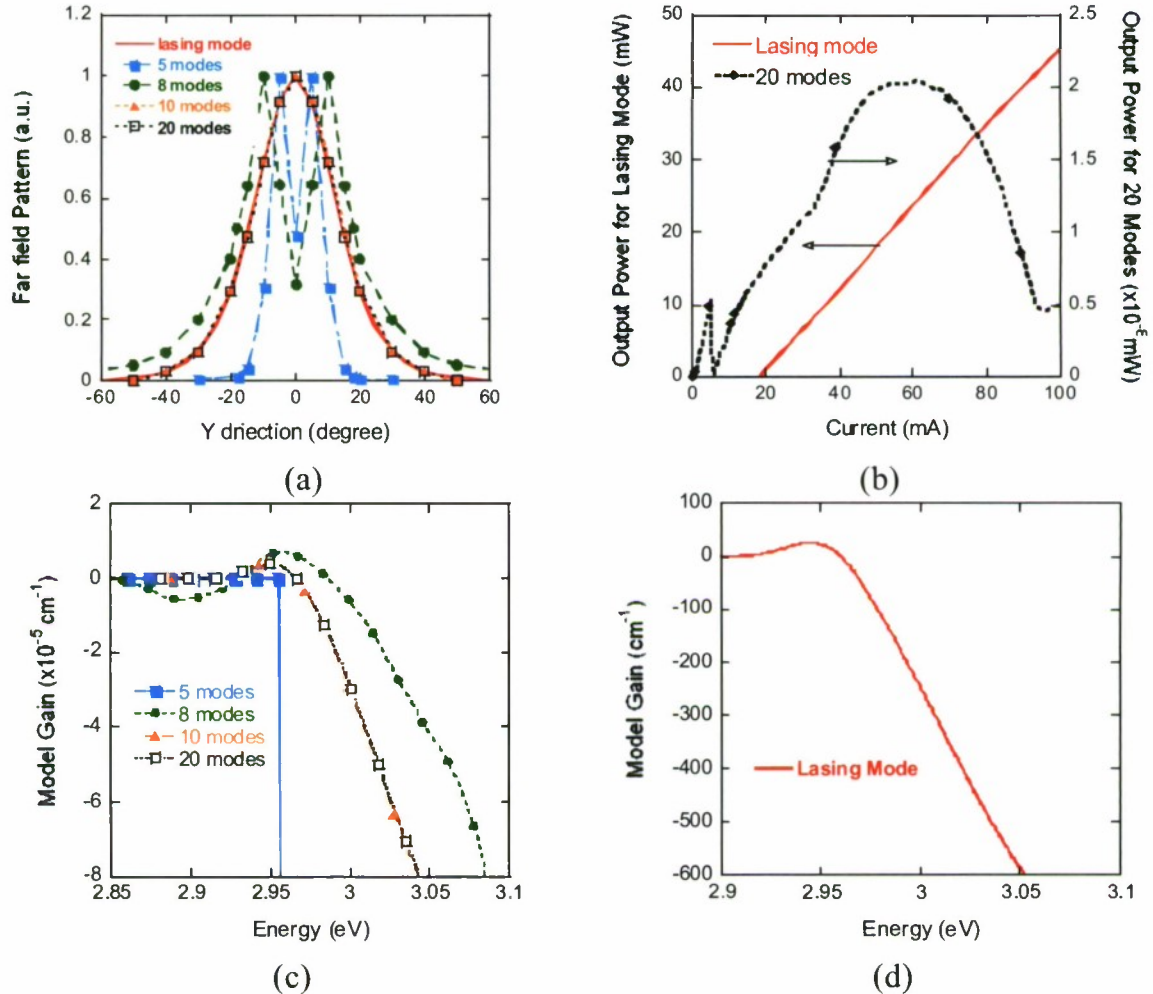 1.2
1
0.8
0.6
0.4
0.2
0
-60 -40 -20 0 20 40 60
Far field Pattern (a.u.)
Y driection (degree)
lasing mode
5 modes
8 modes
10 modes
20 modes
(a)
50
40
30
20
10
0
0 20 40 60 80 100
2.5
2
1.5
1
0.5
0
Output Power for Lasing Mode (mW)
Output Power for 20 Modes (x10 mW)
Current (mA)
Lasing mode
20 modes
(b)
2
0
-2
-4
-6
-8
2.85 2.9 2.95 3 3.05 3.1
Model Gain (x10⁻⁵ cm⁻¹)
Energy (eV)
5 modes
8 modes
10 modes
20 modes
(c)
100
0
-100
-200
-300
-400
-500
-600
2.9 2.95 3 3.05 3.1
Model Gain (cm⁻¹)
Energy (eV)
Lasing Mode
(d)